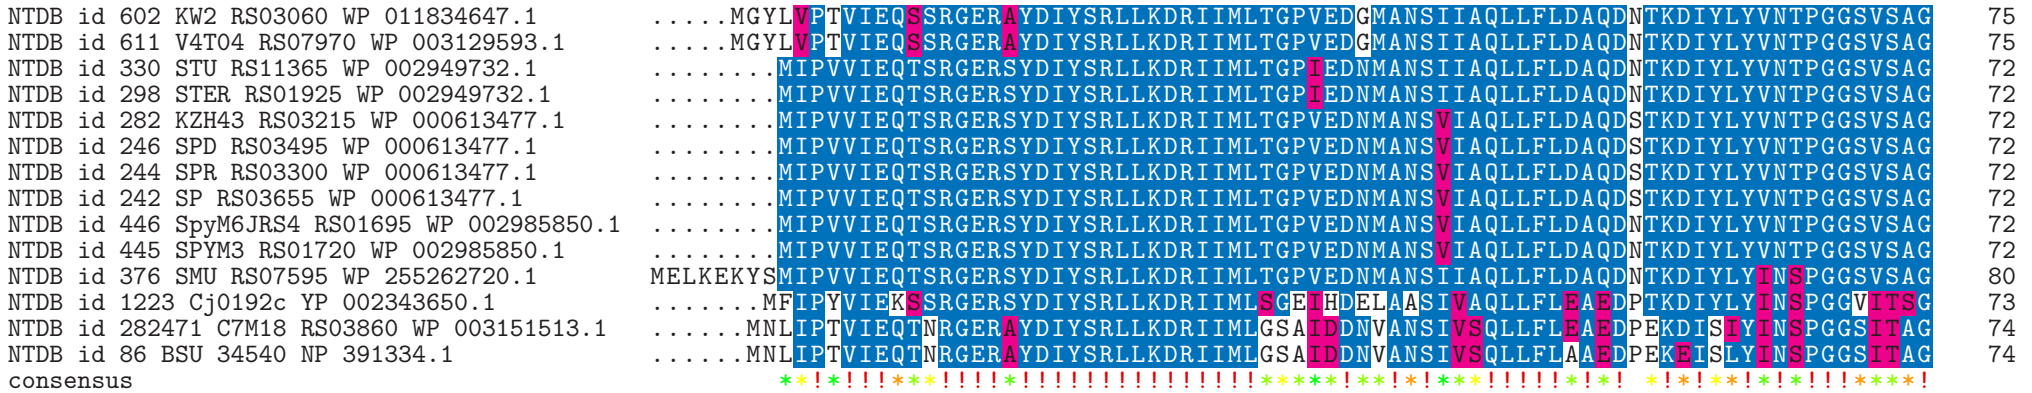 NTDB id 602 KW2 RS03060 WP 011834647.1 .....MGYLVPTVIEQSSRGERAYDIYSRLLKDRIIMLTGPVEDGMANSIIAQLLFLDAQDNTKDIYLYVNTPGGSVSAG 75
NTDB id 611 V4T04 RS07970 WP 003129593.1 .....MGYLVPTVIEQSSRGERAYDIYSRLLKDRIIMLTGPVEDGMANSIIAQLLFLDAQDNTKDIYLYVNTPGGSVSAG 75
NTDB id 330 STU RS11365 WP 002949732.1 ........MIPVVIEQTSRGERSYDIYSRLLKDRIIMLTGPIEDNMANSIIAQLLFLDAQDNTKDIYLYVNTPGGSVSAG 72
NTDB id 298 STER RS01925 WP 002949732.1 ........MIPVVIEQTSRGERSYDIYSRLLKDRIIMLTGPIEDNMANSIIAQLLFLDAQDNTKDIYLYVNTPGGSVSAG 72
NTDB id 282 KZH43 RS03215 WP 000613477.1 ........MIPVVIEQTSRGERSYDIYSRLLKDRIIMLTGPVEDNMANSVIAQLLFLDAQDSTKDIYLYVNTPGGSVSAG 72
NTDB id 246 SPD RS03495 WP 000613477.1 ........MIPVVIEQTSRGERSYDIYSRLLKDRIIMLTGPVEDNMANSVIAQLLFLDAQDSTKDIYLYVNTPGGSVSAG 72
NTDB id 244 SPR RS03300 WP 000613477.1 ........MIPVVIEQTSRGERSYDIYSRLLKDRIIMLTGPVEDNMANSVIAQLLFLDAQDSTKDIYLYVNTPGGSVSAG 72
NTDB id 242 SP RS03655 WP 000613477.1 ........MIPVVIEQTSRGERSYDIYSRLLKDRIIMLTGPVEDNMANSVIAQLLFLDAQDSTKDIYLYVNTPGGSVSAG 72
NTDB id 446 SpyM6JRS4 RS01695 WP 002985850.1 ........MIPVVIEQTSRGERSYDIYSRLLKDRIIMLTGPVEDNMANSVIAQLLFLDAQDNTKDIYLYVNTPGGSVSAG 72
NTDB id 445 SPYM3 RS01720 WP 002985850.1 ........MIPVVIEQTSRGERSYDIYSRLLKDRIIMLTGPVEDNMANSVIAQLLFLDAQDNTKDIYLYVNTPGGSVSAG 72
NTDB id 376 SMU RS07595 WP 255262720.1 MELKEKYSMIPVVIEQTSRGERSYDIYSRLLKDRIIMLTGPVEDNMANSIIAQLLFLDAQDNTKDIYLYINSPGGSVSAG 80
NTDB id 1223 Cj0192c YP 002343650.1 .......MFIPYVIEKSSRGERSYDIYSRLLKDRIIMLSGEIHDELAASIVAQLLFLEAEDPTKDIYLYINSPGGVITSG 73
NTDB id 282471 C7M18 RS03860 WP 003151513.1 ......MNLIPTVIEQTNRGERAYDIYSRLLKDRIIMLGSAIDDNVANSIVSQLLFLEAEDPEKDISIYINSPGGSITAG 74
NTDB id 86 BSU 34540 NP 391334.1 ......MNLIPTVIEQTNRGERAYDIYSRLLKDRIIMLGSAIDDNVANSIVSQLLFLAAEDPEKEISLYINSPGGSITAG 74
consensus **!*!!!***!!!!*!!!!!!!!!!!!!!!*****!**!*!***!!!!!*!*! *!*!**!*!*!!!****!